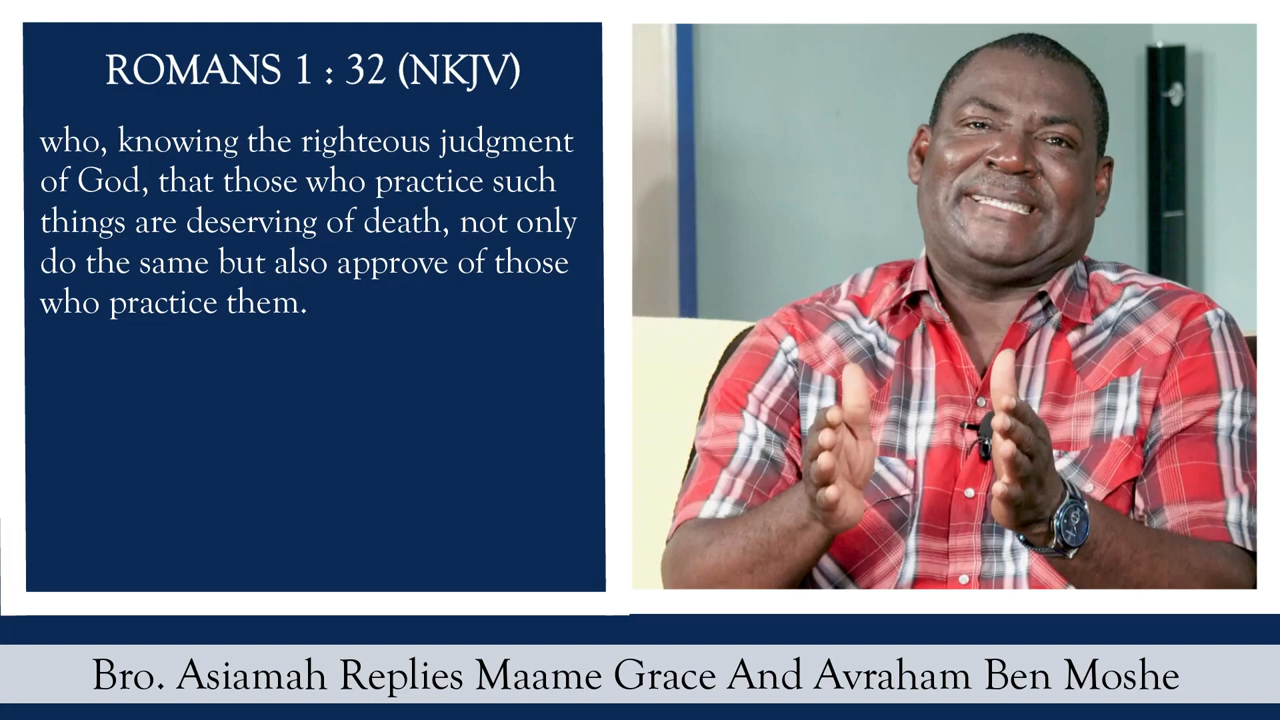 ROMANS 1 : 32 (NKJV)
who, knowing the righteous judgment
of God, that those who practice such
things are deserving of death, not only
do the same but also approve of those
who practice them.
Bro. Asiamah Replies Maame Grace And Avraham Ben Moshe